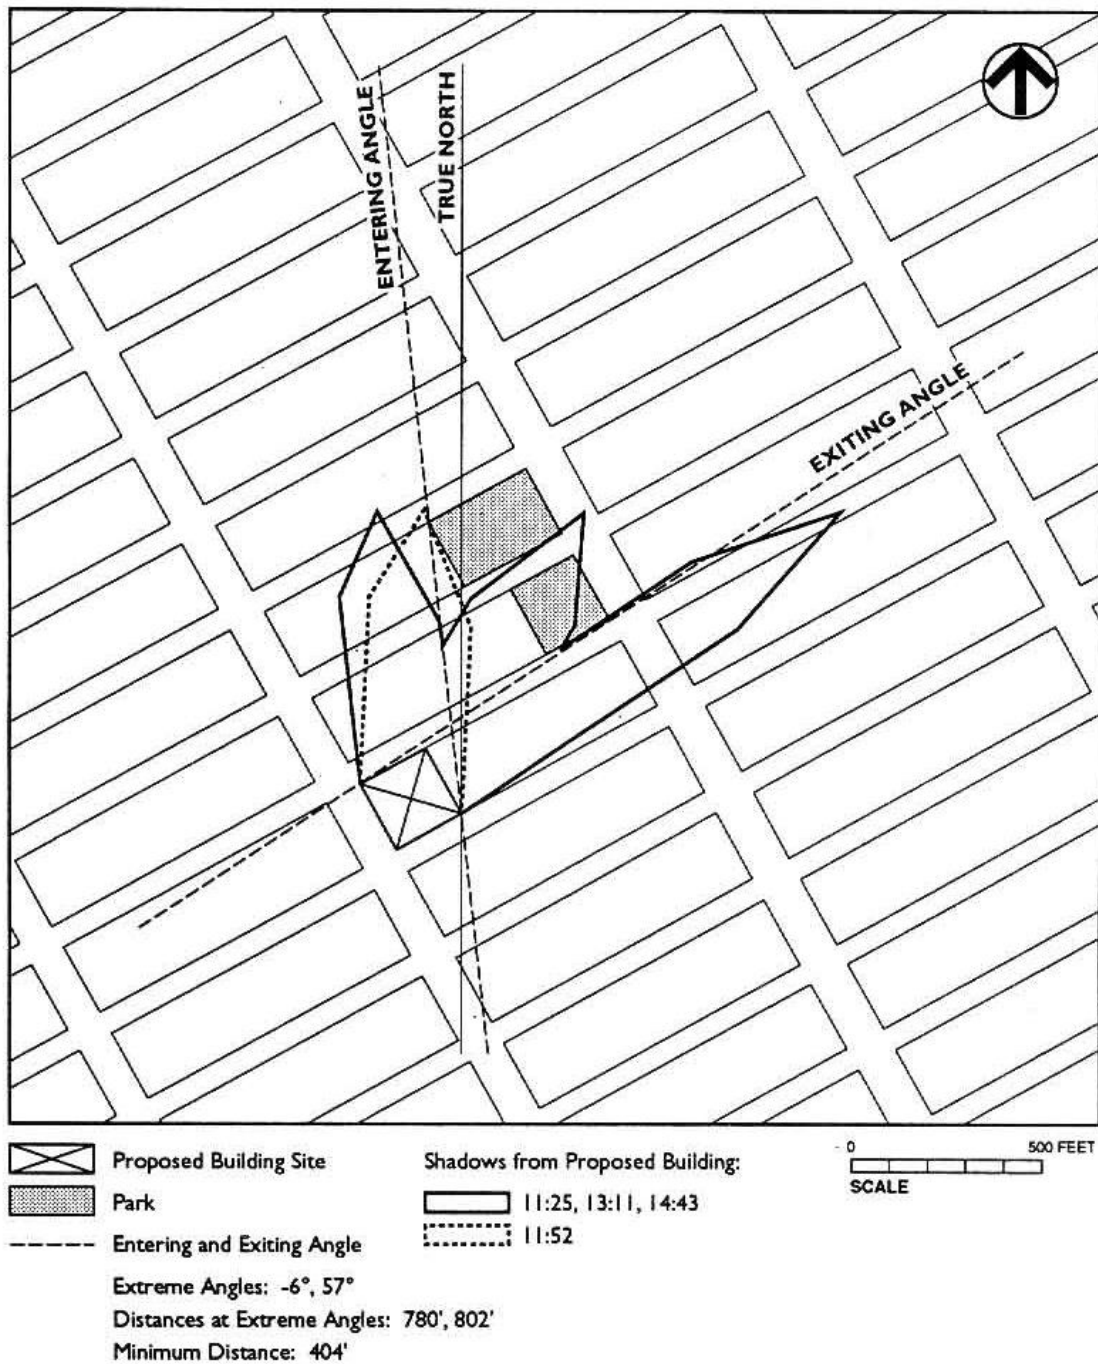 ENTERING ANGLE
TRUE NORTH
EXITING ANGLE
Proposed Building Site
Park
Entering and Exiting Angle
Extreme Angles: -6°, 57°
Distances at Extreme Angles: 780', 802'
Minimum Distance: 404'
Shadows from Proposed Building:
11:25, 13:11, 14:43
11:52
0 500 FEET
SCALE